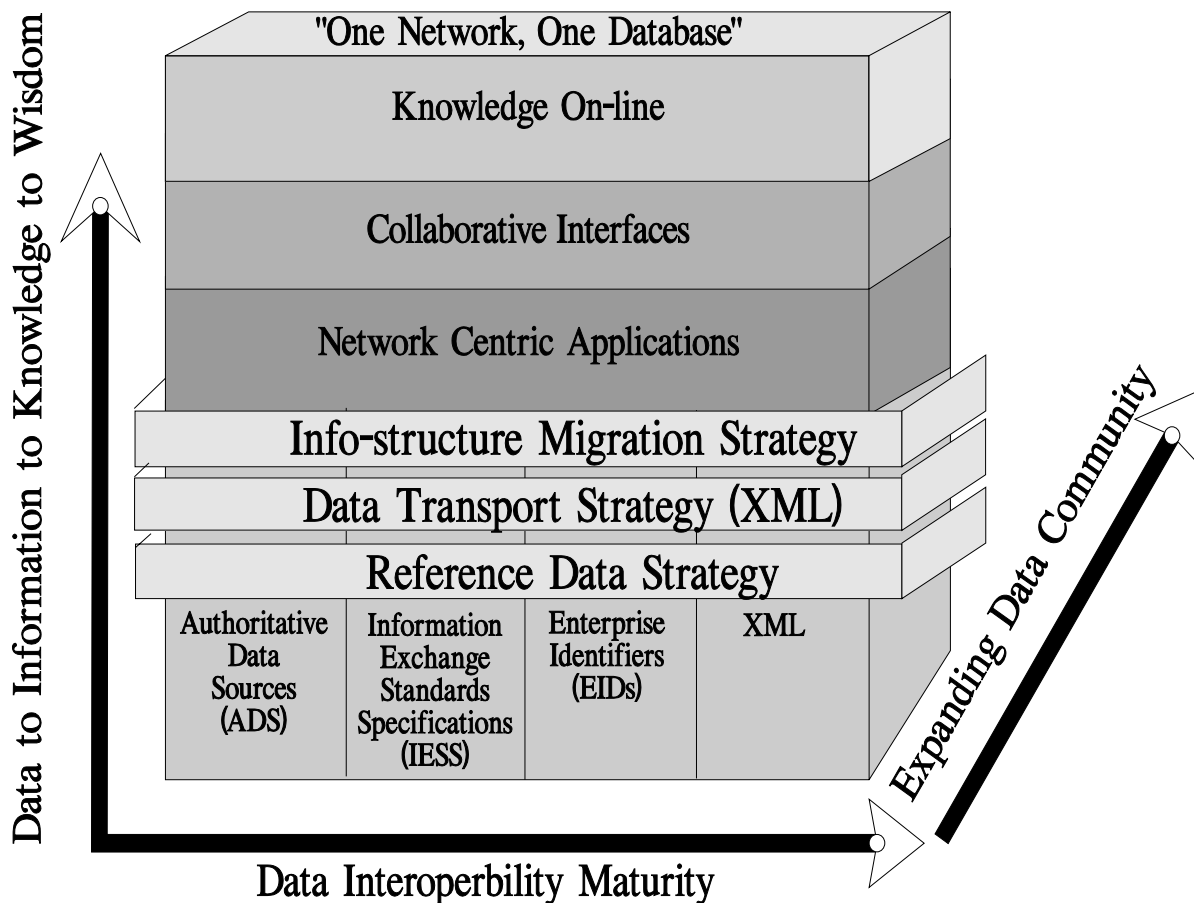 "One Network, One Database"
Knowledge On-line
Collaborative Interfaces
Network Centric Applications
Info-structure Migration Strategy
Data Transport Strategy (XML)
Reference Data Strategy
Authoritative
Data
Sources
(ADS)
Information
Exchange
Standards
Specifications
(IESS)
Enterprise
Identifiers
(EIDs)
XML
Data to Information to Knowledge to Wisdom
Data Interoperbility Maturity
Expanding Data Community